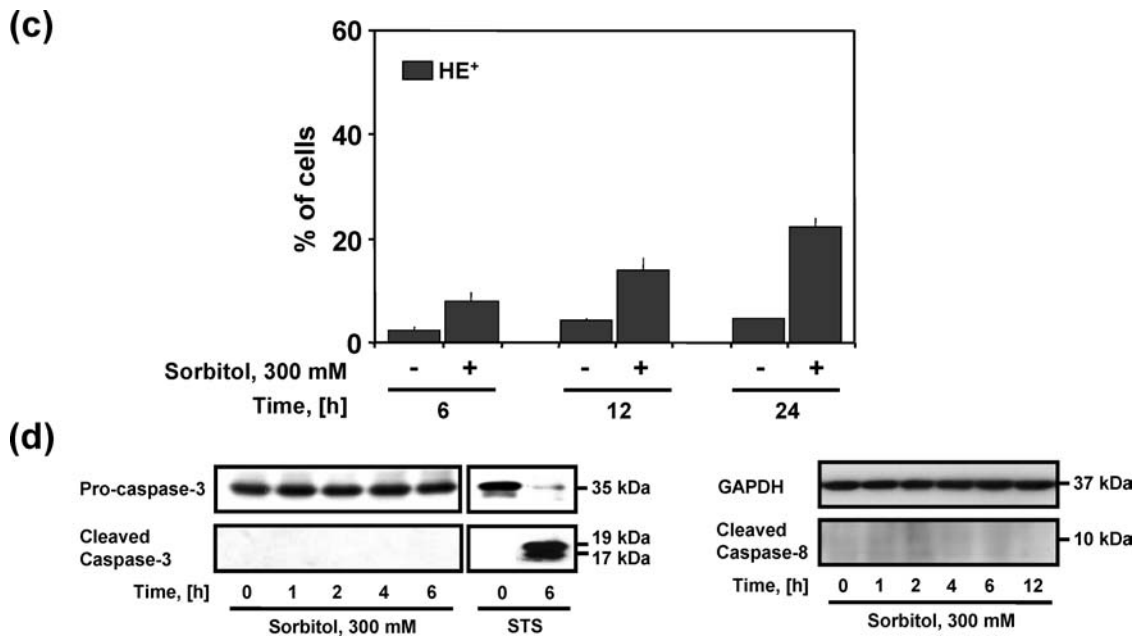 (c)
60
HE⁺
40
% of cells
20
0
Sorbitol, 300 mM - + - + - +
Time, [h] 6 12 24
(d)
Pro-caspase-3 35 kDa
Cleaved Caspase-3 19 kDa 17 kDa
Time, [h] 0 1 2 4 6 0 6
Sorbitol, 300 mM STS
GAPDH 37 kDa
Cleaved Caspase-8 10 kDa
Time, [h] 0 1 2 4 6 12
Sorbitol, 300 mM